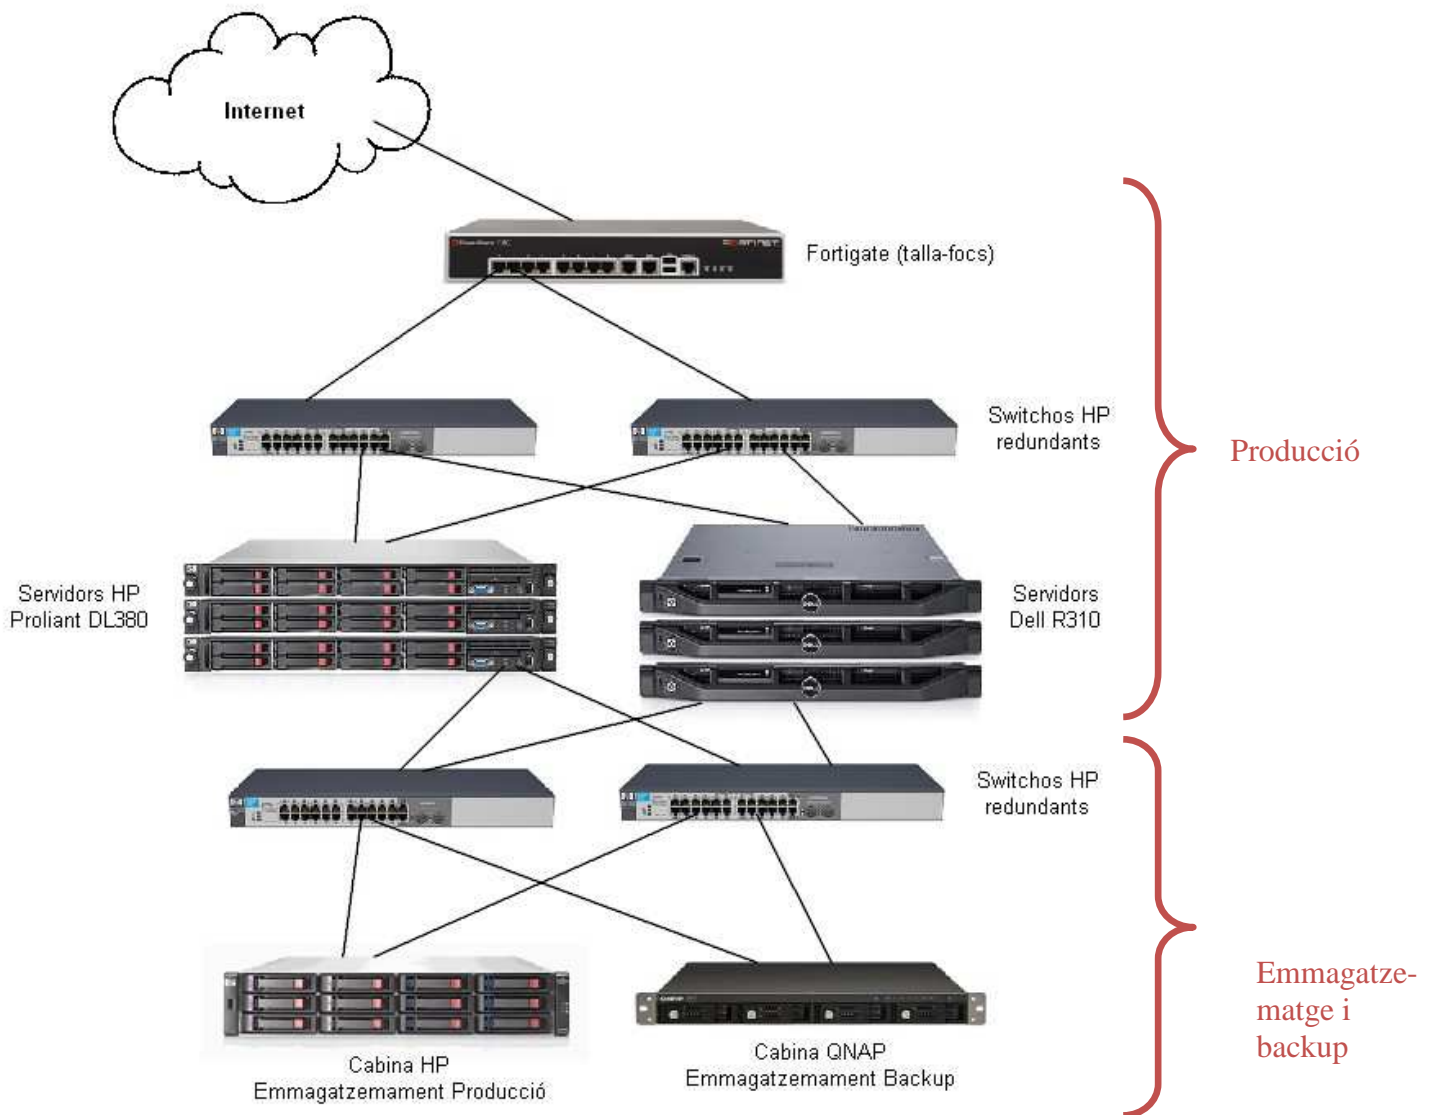 Internet
Fortigate (talla-focs)
Switchos HP
redundants
Producció
Servidors HP
Proliant DL380
Servidors
Dell R310
Switchos HP
redundants
Emmagatze-
matge i
backup
Cabina HP
Emmagatzemament Producció
Cabina QNAP
Emmagatzemament Backup